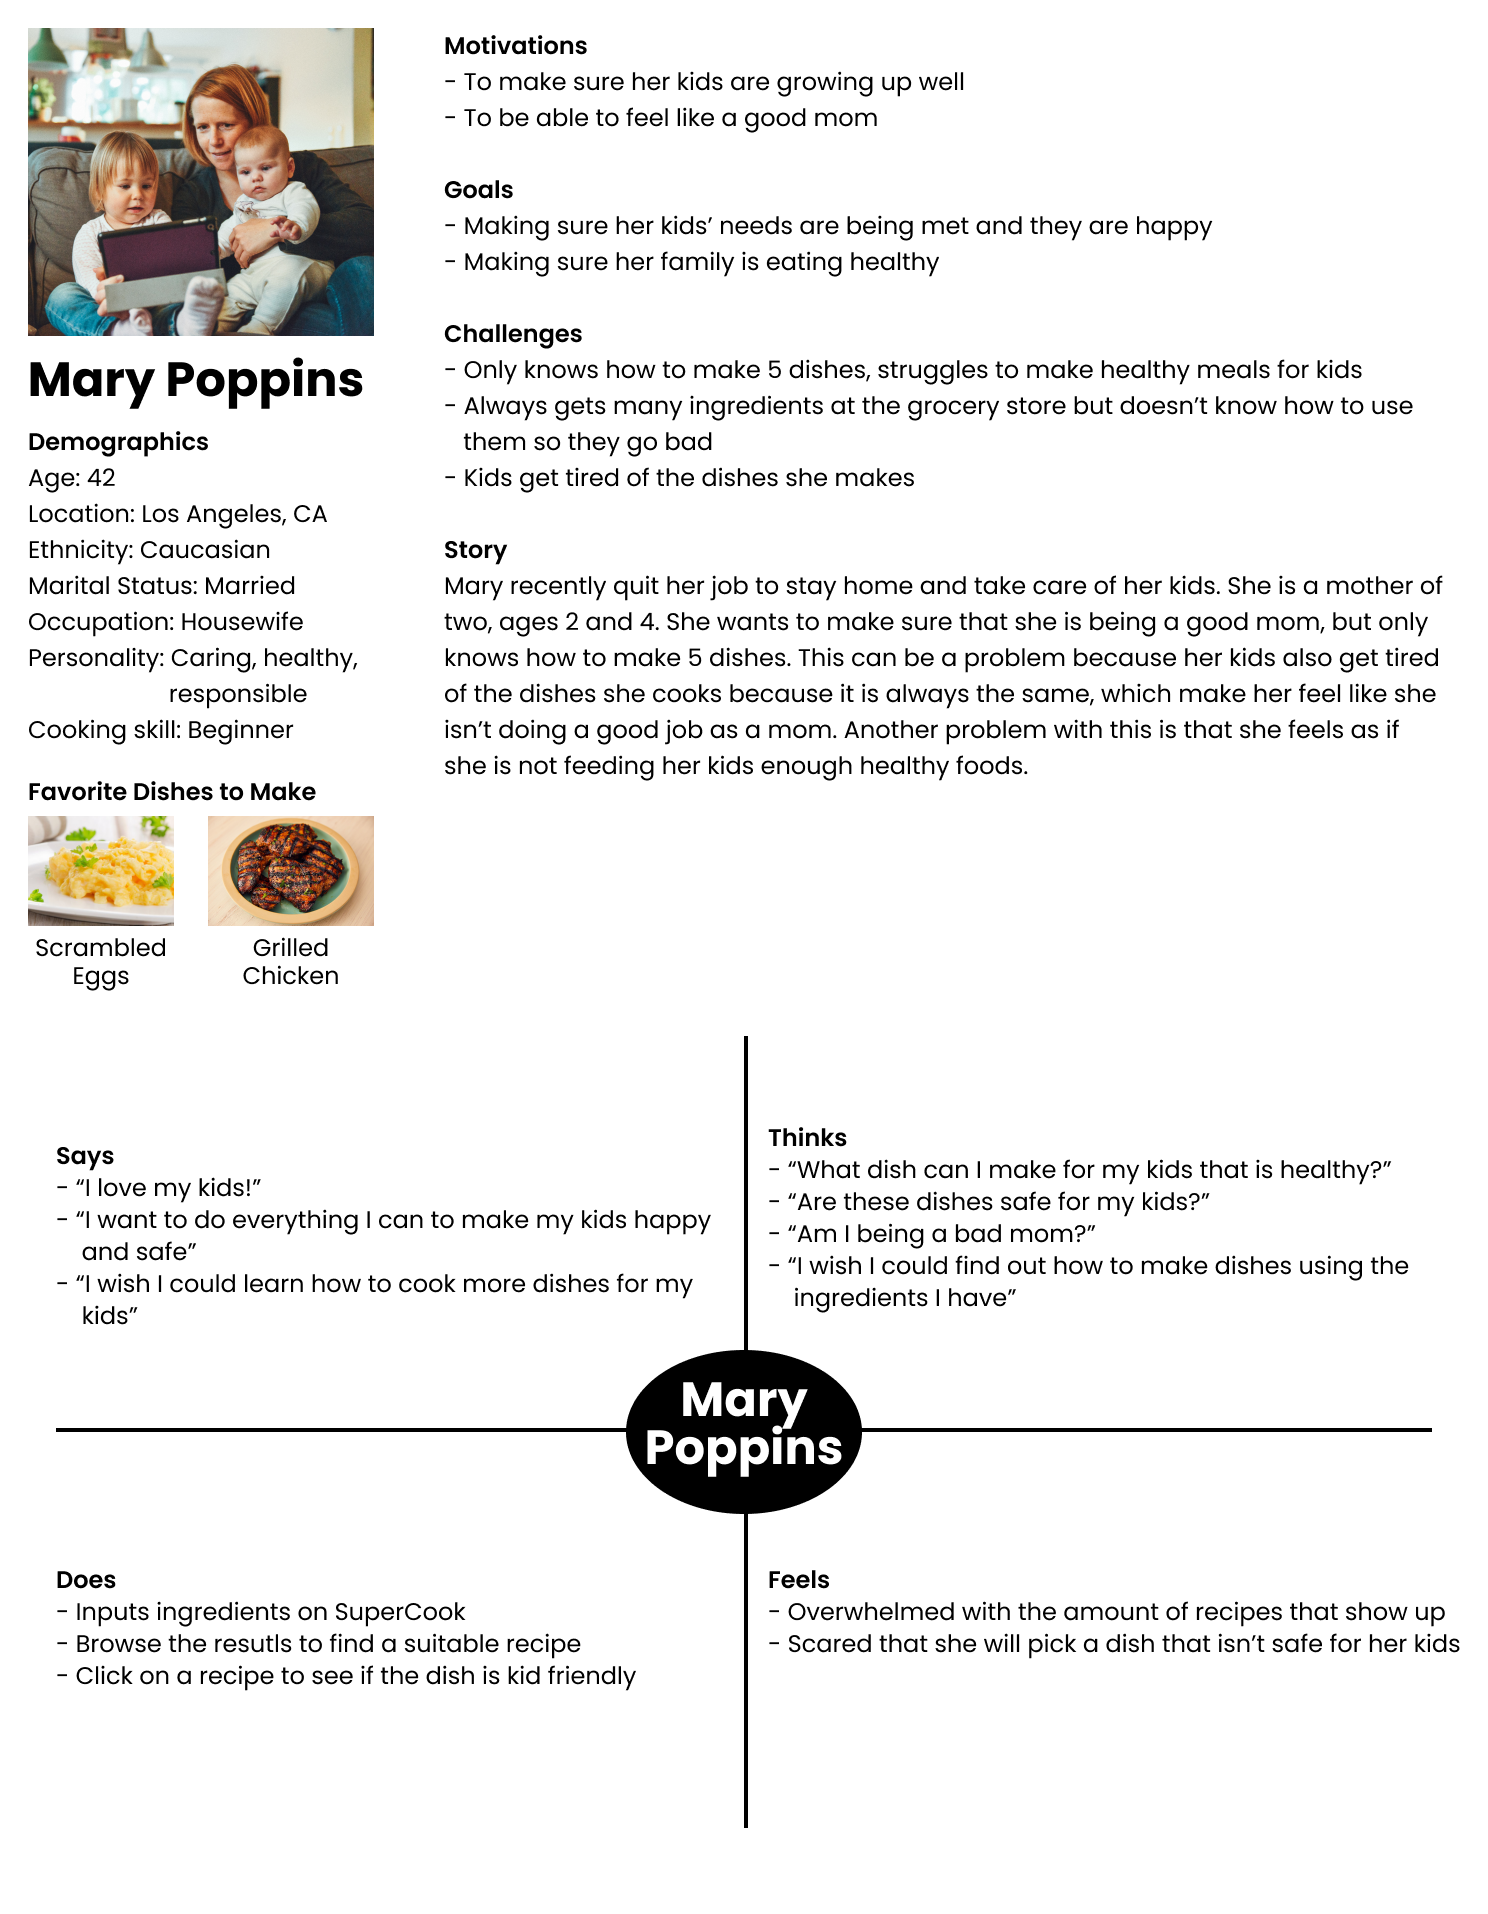 Mary Poppins
Demographics
Age: 42
Location: Los Angeles, CA
Ethnicity: Caucasian
Marital Status: Married
Occupation: Housewife
Personality: Caring, healthy,
responsible
Cooking skill: Beginner
Favorite Dishes to Make
Scrambled
Eggs
Grilled
Chicken
Motivations
- To make sure her kids are growing up well
- To be able to feel like a good mom
Goals
- Making sure her kids’ needs are being met and they are happy
- Making sure her family is eating healthy
Challenges
- Only knows how to make 5 dishes, struggles to make healthy meals for kids
- Always gets many ingredients at the grocery store but doesn’t know how to use
them so they go bad
- Kids get tired of the dishes she makes
Story
Mary recently quit her job to stay home and take care of her kids. She is a mother of
two, ages 2 and 4. She wants to make sure that she is being a good mom, but only
knows how to make 5 dishes. This can be a problem because her kids also get tired
of the dishes she cooks because it is always the same, which make her feel like she
isn’t doing a good job as a mom. Another problem with this is that she feels as if
she is not feeding her kids enough healthy foods.
Says
- “I love my kids!”
- “I want to do everything I can to make my kids happy
and safe”
- “I wish I could learn how to cook more dishes for my
kids”
Thinks
- “What dish can I make for my kids that is healthy?”
- “Are these dishes safe for my kids?”
- “Am I being a bad mom?”
- “I wish I could find out how to make dishes using the
ingredients I have”
Mary
Poppins
Does
- Inputs ingredients on SuperCook
- Browse the resutls to find a suitable recipe
- Click on a recipe to see if the dish is kid friendly
Feels
- Overwhelmed with the amount of recipes that show up
- Scared that she will pick a dish that isn’t safe for her kids